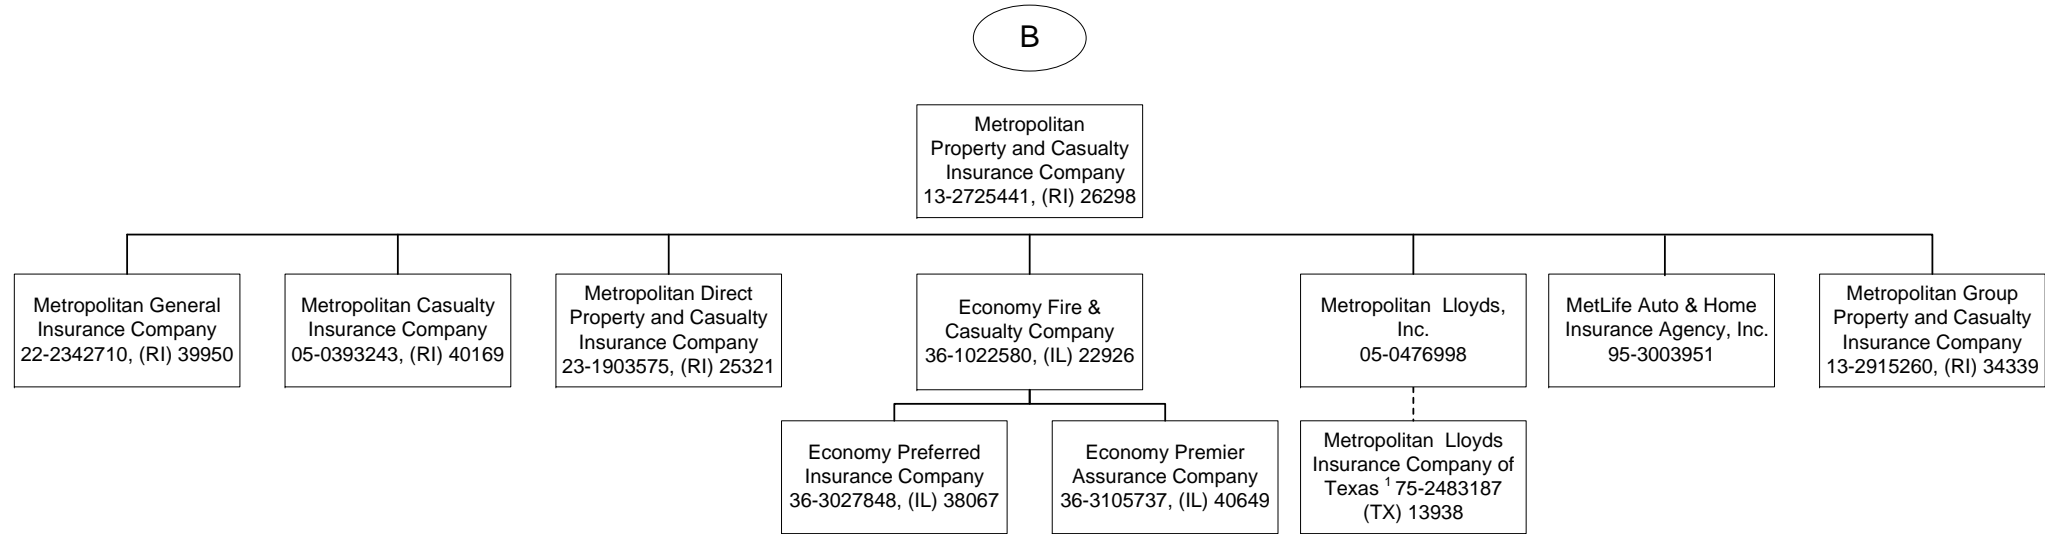 B
Metropolitan
Property and Casualty
Insurance Company
13-2725441, (RI) 26298
Metropolitan General
Insurance Company
22-2342710, (RI) 39950
Metropolitan Casualty
Insurance Company
05-0393243, (RI) 40169
Metropolitan Direct
Property and Casualty
Insurance Company
23-1903575, (RI) 25321
Economy Fire &
Casualty Company
36-1022580, (IL) 22926
Metropolitan Lloyds,
Inc.
05-0476998
MetLife Auto & Home
Insurance Agency, Inc.
95-3003951
Metropolitan Group
Property and Casualty
Insurance Company
13-2915260, (RI) 34339
Economy Preferred
Insurance Company
36-3027848, (IL) 38067
Economy Premier
Assurance Company
36-3105737, (IL) 40649
Metropolitan Lloyds
Insurance Company of
Texas 1 75-2483187
(TX) 13938